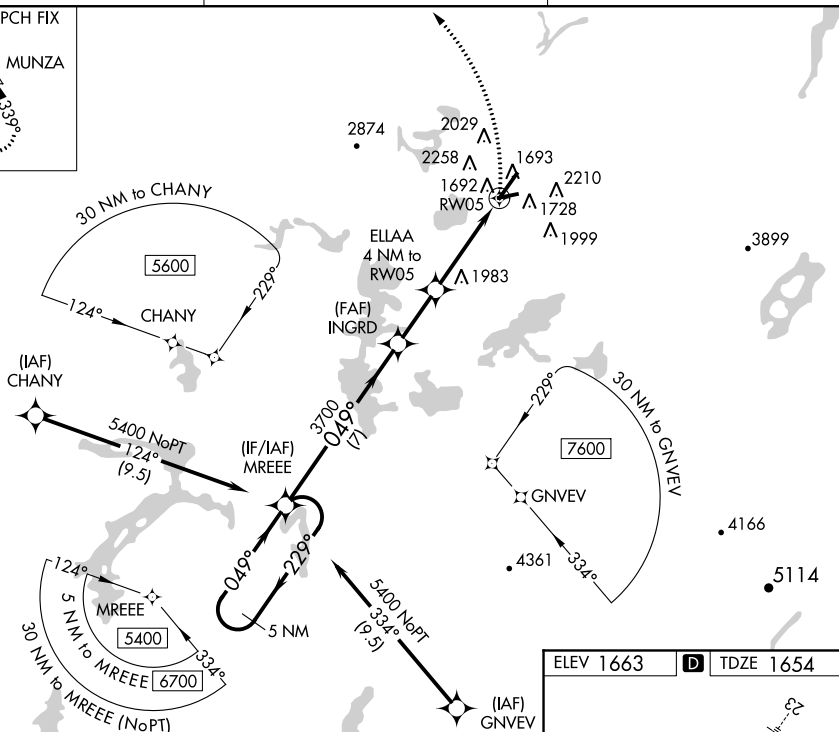 PCH FIX
MUNZA
339°
2874
2029
2258
1693
1692
2210
RW05
1728
1999
3899
30 NM to CHANY
5600
124°
229°
CHANY
ELLAA
4 NM to
RW05
1983
(FAF)
INGRD
(IAF)
CHANY
5400 NoPT
124°
(9.5)
3700
049°
(7)
(IF/IAF)
MREEE
229°
30 NM to GNVEV
7600
GNVEV
334°
4166
4361
5114
049°
229°
5 NM
124°
MREEE
5400
334°
5 NM to MREEE
6700
30 NM to MREEE (NoPT)
5400 NoPT
334°
(9.5)
(IAF)
GNVEV
ELEV 1663
D
TDZE 1654
23